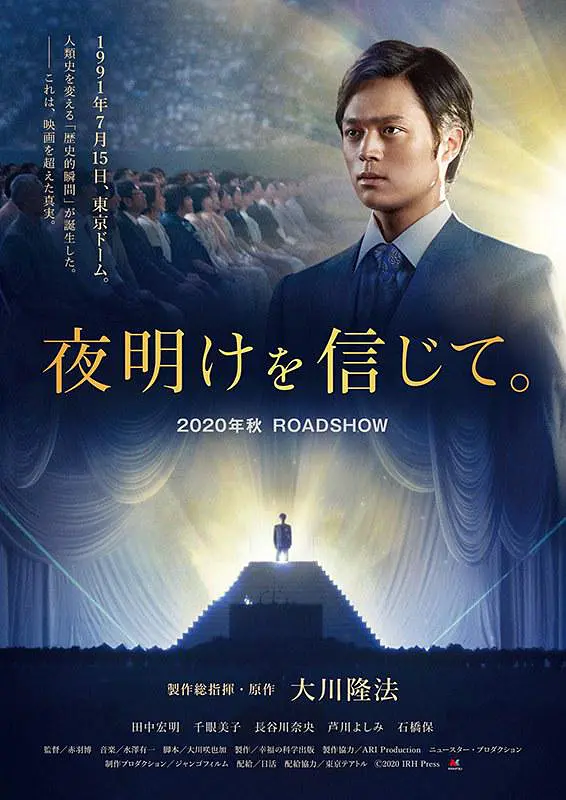 1991年7月15日、東京ドーム。
人類史を変える「歴史的瞬間」が誕生した。
──これは、映画を超えた真実。
夜明けを信じて。
2020年秋 ROADSHOW
製作総指揮・原作 大川隆法
田中宏明 千眼美子 長谷川奈央 芦川よしみ 石橋保
監督／赤羽博 音楽／水澤有一 脚本／大川咲也加 製作／幸福の科学出版 製作協力／ARI Production ニュースター・プロダクション
制作プロダクション／ジャンゴフィルム 配給／日活 配給協力／東京テアトル ©2020 IRH Press